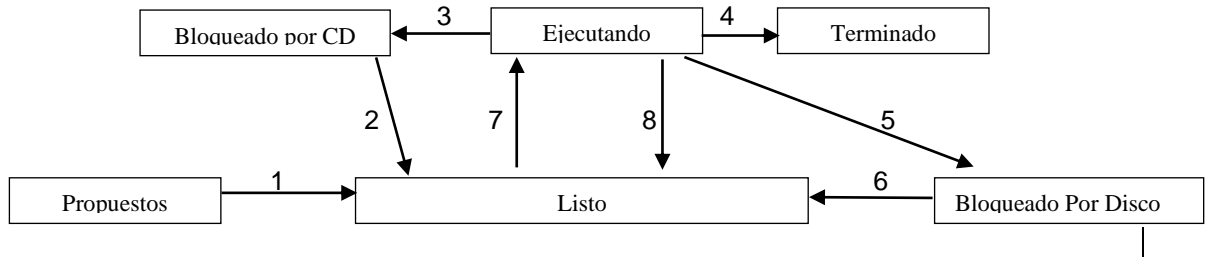 Bloqueado por CD
3
Ejecutando
4
Terminado
2
7
8
5
Propuestos
1
Listo
6
Bloqueado Por Disco